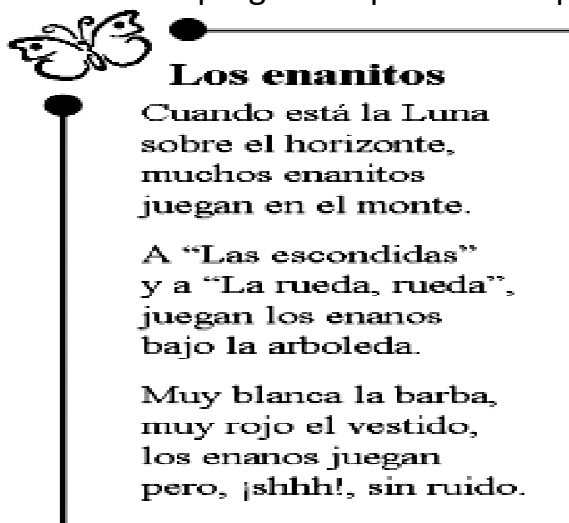 Los enanitos
Cuando está la Luna
sobre el horizonte,
muchos enanitos
juegan en el monte.
A “Las escondidas”
y a “La rueda, rueda”,
juegan los enanos
bajo la arboleda.
Muy blanca la barba,
muy rojo el vestido,
los enanos juegan
pero, ¡shhh!, sin ruido.